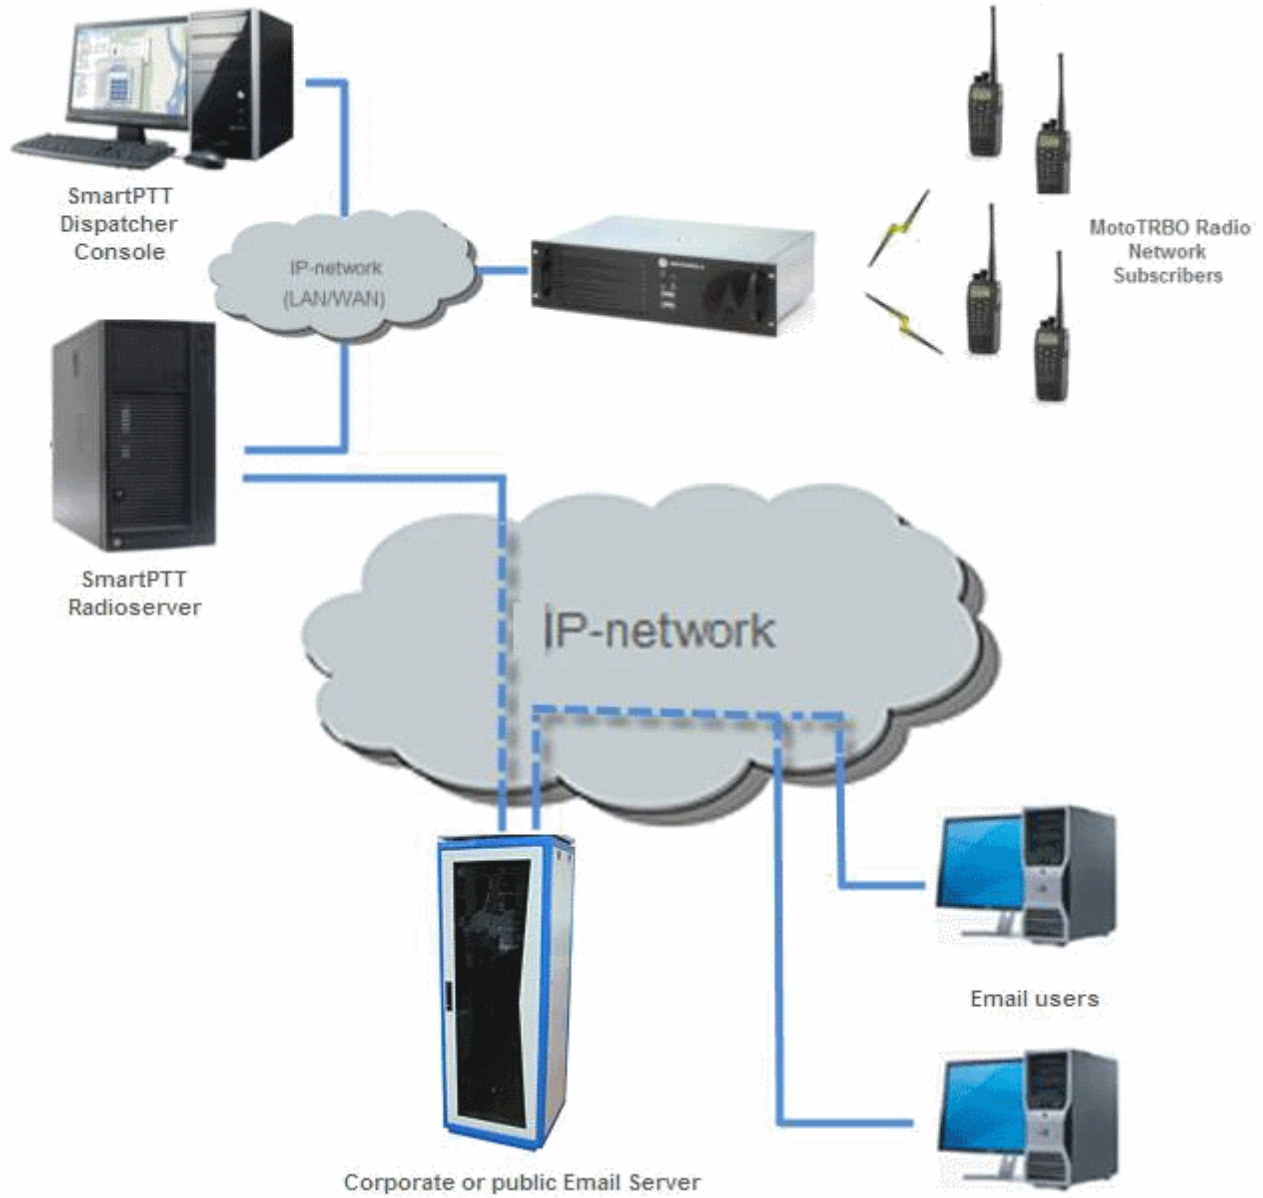 SmartPTT
Dispatcher
Console
IP-network
(LAN/WAN)
MotoTRBO Radio
Network
Subscribers
SmartPTT
Radioserver
IP-network
Email users
Corporate or public Email Server